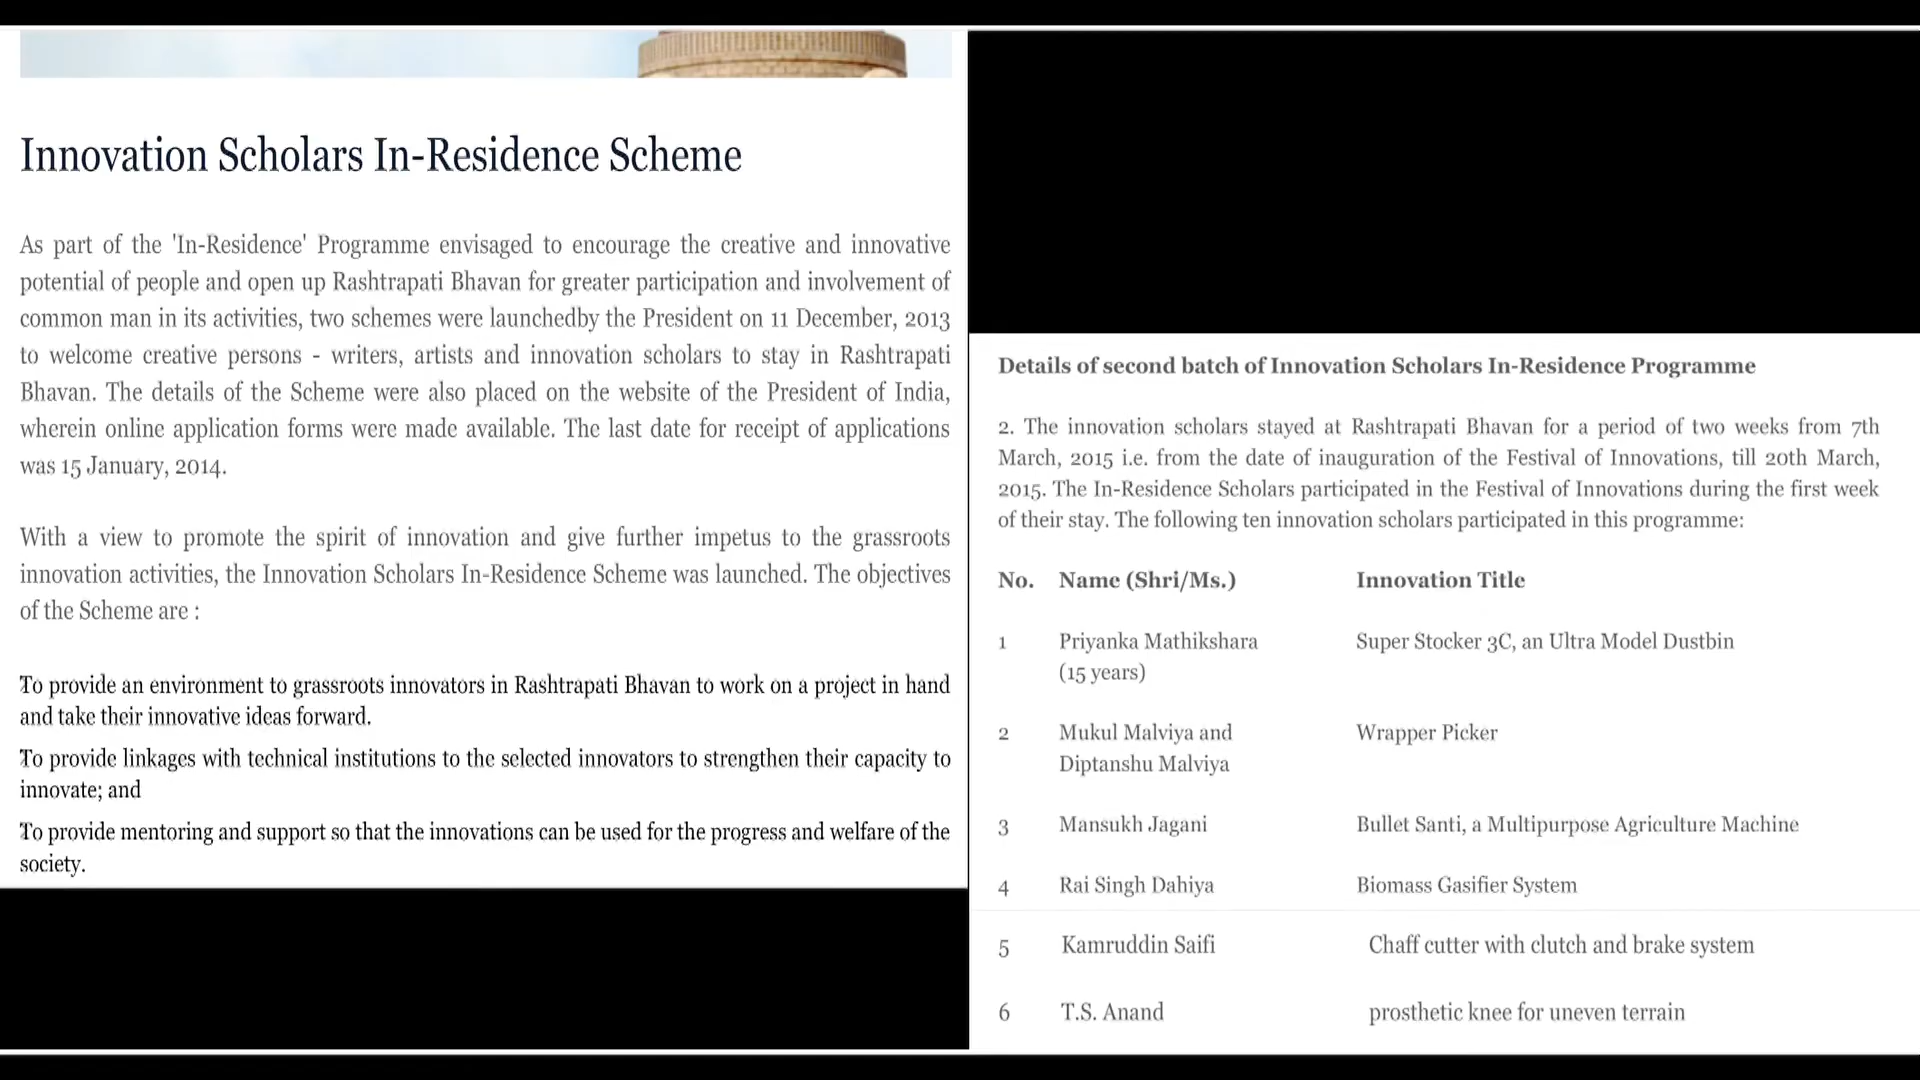 Innovation Scholars In-Residence Scheme
As part of the 'In-Residence' Programme envisaged to encourage the creative and innovative
potential of people and open up Rashtrapati Bhavan for greater participation and involvement of
common man in its activities, two schemes were launchedby the President on 11 December, 2013
to welcome creative persons - writers, artists and innovation scholars to stay in Rashtrapati
Bhavan. The details of the Scheme were also placed on the website of the President of India,
wherein online application forms were made available. The last date for receipt of applications
was 15 January, 2014.
With a view to promote the spirit of innovation and give further impetus to the grassroots
innovation activities, the Innovation Scholars In-Residence Scheme was launched. The objectives
of the Scheme are :
To provide an environment to grassroots innovators in Rashtrapati Bhavan to work on a project in hand
and take their innovative ideas forward.
To provide linkages with technical institutions to the selected innovators to strengthen their capacity to
innovate; and
To provide mentoring and support so that the innovations can be used for the progress and welfare of the
society.
Details of second batch of Innovation Scholars In-Residence Programme
2. The innovation scholars stayed at Rashtrapati Bhavan for a period of two weeks from 7th
March, 2015 i.e. from the date of inauguration of the Festival of Innovations, till 20th March,
2015. The In-Residence Scholars participated in the Festival of Innovations during the first week
of their stay. The following ten innovation scholars participated in this programme:
No. Name (Shri/Ms.) Innovation Title
1 Priyanka Mathikshara Super Stocker 3C, an Ultra Model Dustbin
(15 years)
2 Mukul Malviya and Wrapper Picker
Diptanshu Malviya
3 Mansukh Jagani Bullet Santi, a Multipurpose Agriculture Machine
4 Rai Singh Dahiya Biomass Gasifier System
5 Kamruddin Saifi Chaff cutter with clutch and brake system
6 T.S. Anand prosthetic knee for uneven terrain